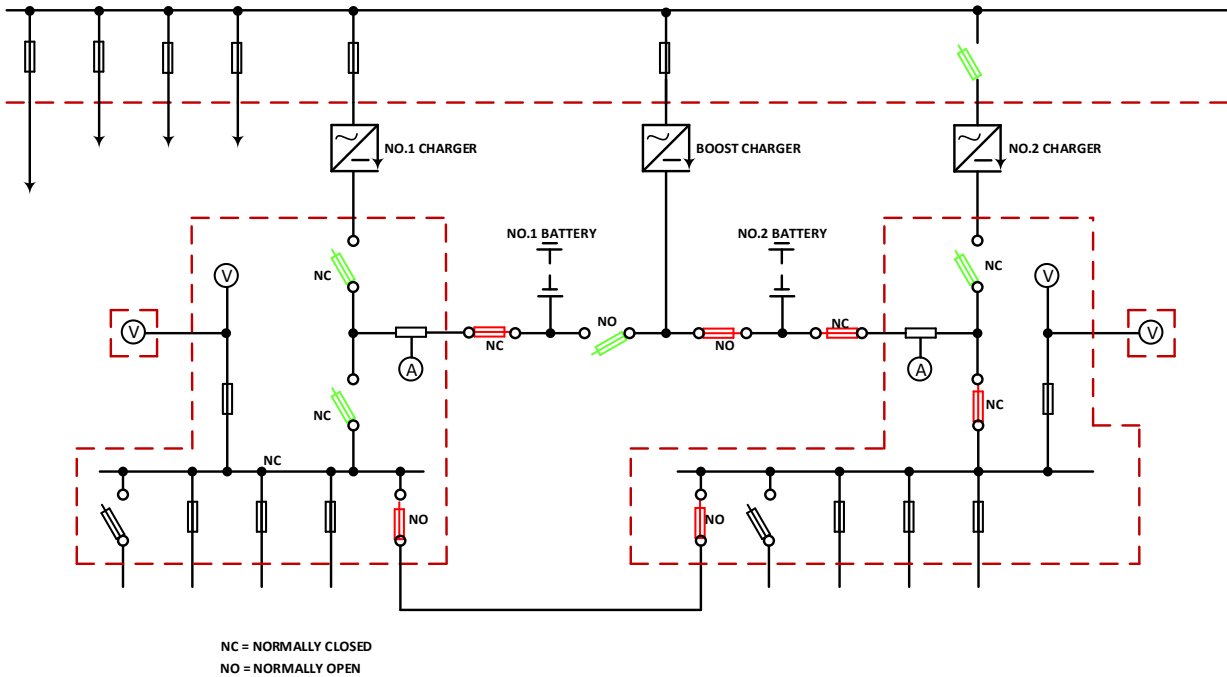 NO.1 CHARGER
BOOST CHARGER
NO.2 CHARGER
NO.1 BATTERY
NO.2 BATTERY
NC
V
V
NC
V
V
NO
NC
NO
NC
A
A
NC
NC
NC
NO
NO
NC = NORMALLY CLOSED
NO = NORMALLY OPEN